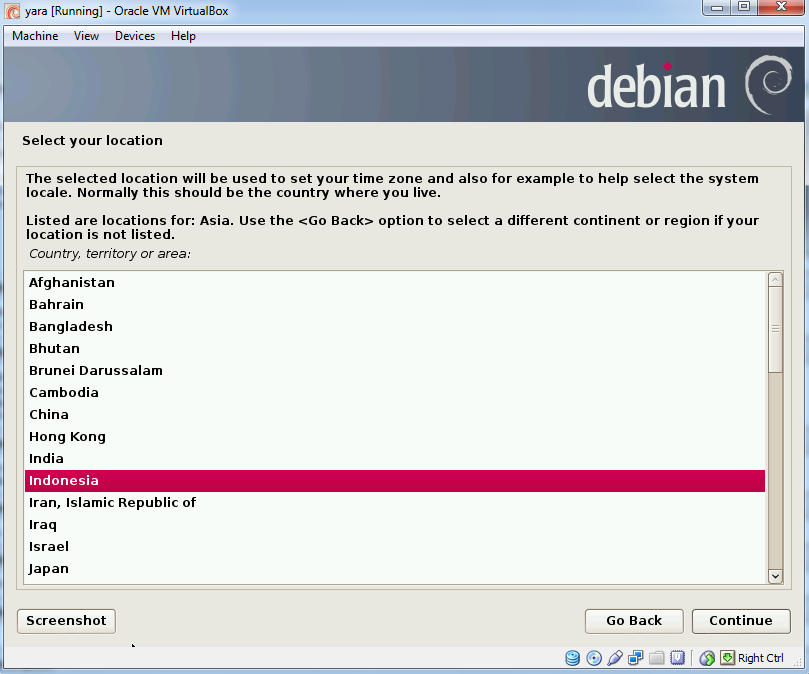 yara [Running] - Oracle VM VirtualBox
Machine View Devices Help
debian
Select your location
The selected location will be used to set your time zone and also for example to help select the system
locale. Normally this should be the country where you live.
Listed are locations for: Asia. Use the <Go Back> option to select a different continent or region if your
location is not listed.
Country, territory or area:
Afghanistan
Bahrain
Bangladesh
Bhutan
Brunei Darussalam
Cambodia
China
Hong Kong
India
Indonesia
Iran, Islamic Republic of
Iraq
Israel
Japan
Screenshot Go Back Continue
Right Ctrl